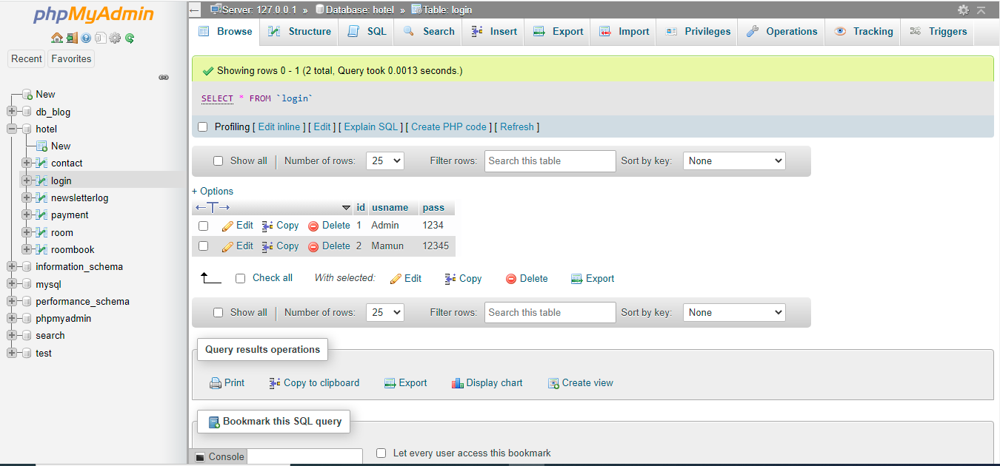 phpMyAdmin
Recent Favorites
New
db_blog
hotel
New
contact
login
newsletterlog
payment
room
roombook
information_schema
mysql
performance_schema
phpmyadmin
search
test
Server: 127.0.0.1 » Database: hotel » Table: login
Browse Structure SQL Search Insert Export Import Privileges Operations Tracking Triggers
Showing rows 0 - 1 (2 total, Query took 0.0013 seconds.)
SELECT * FROM `login`
Profiling [ Edit inline ] [ Edit ] [ Explain SQL ] [ Create PHP code ] [ Refresh ]
Show all | Number of rows: 25 Filter rows: Search this table Sort by key: None
+ Options
←T→ id usname pass
Edit Copy Delete 1 Admin 1234
Edit Copy Delete 2 Mamun 12345
Check all With selected: Edit Copy Delete Export
Show all | Number of rows: 25 Filter rows: Search this table Sort by key: None
Query results operations
Print Copy to clipboard Export Display chart Create view
Bookmark this SQL query
Console Let every user access this bookmark